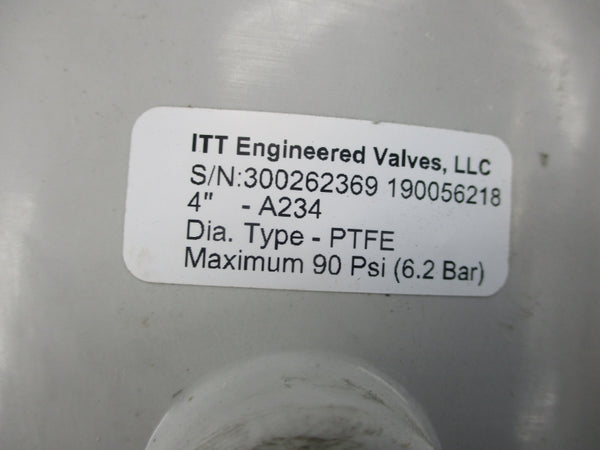 ITT Engineered Valves, LLC
S/N:300262369 190056218
4" - A234
Dia. Type - PTFE
Maximum 90 Psi (6.2 Bar)